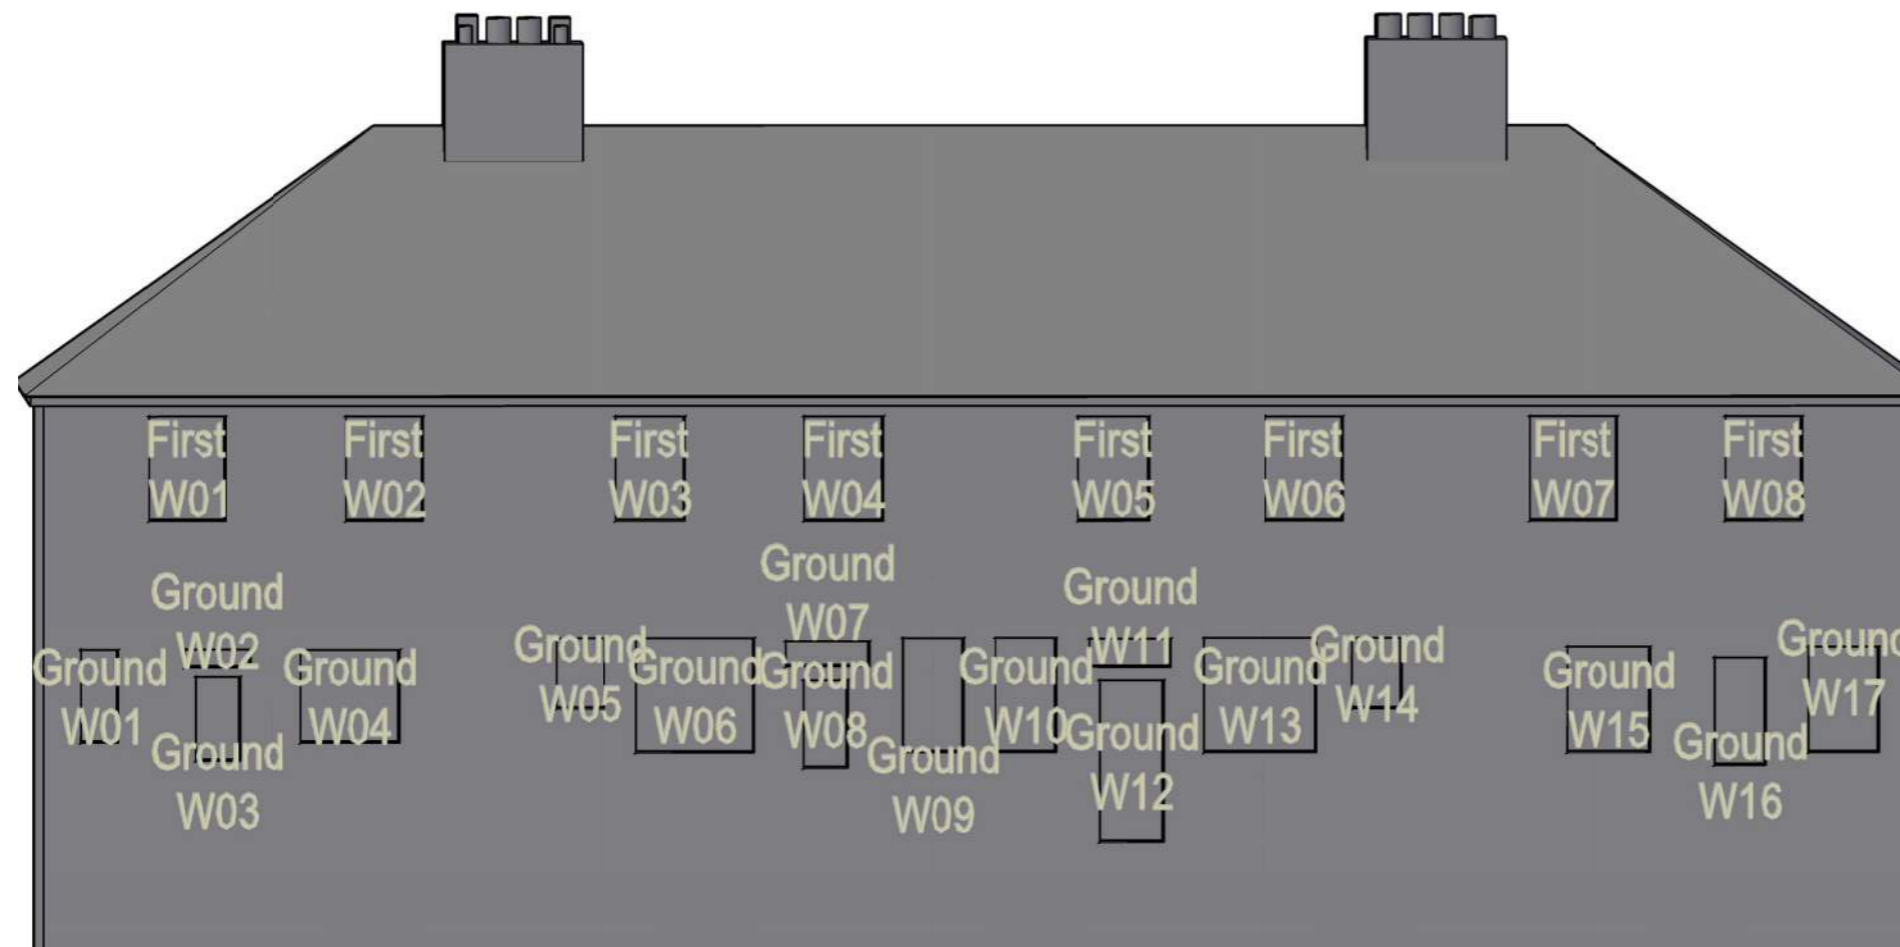 First
W01
First
W02
First
W03
First
W04
First
W05
First
W06
First
W07
First
W08
Ground
W01
Ground
W02
Ground
W03
Ground
W04
Ground
W05
Ground
W06
Ground
W07
Ground
W08
Ground
W09
Ground
W10
Ground
W11
Ground
W12
Ground
W13
Ground
W14
Ground
W15
Ground
W16
Ground
W17